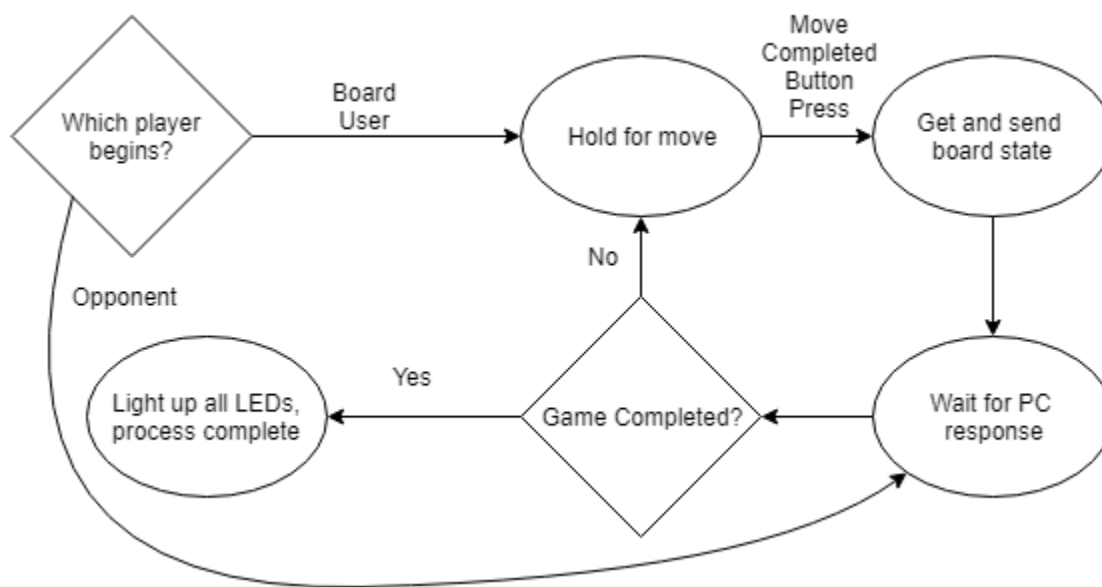 Which player
begins?
Board
User
Hold for move
Move
Completed
Button
Press
Get and send
board state
No
Opponent
Light up all LEDs,
process complete
Yes
Game Completed?
Wait for PC
response